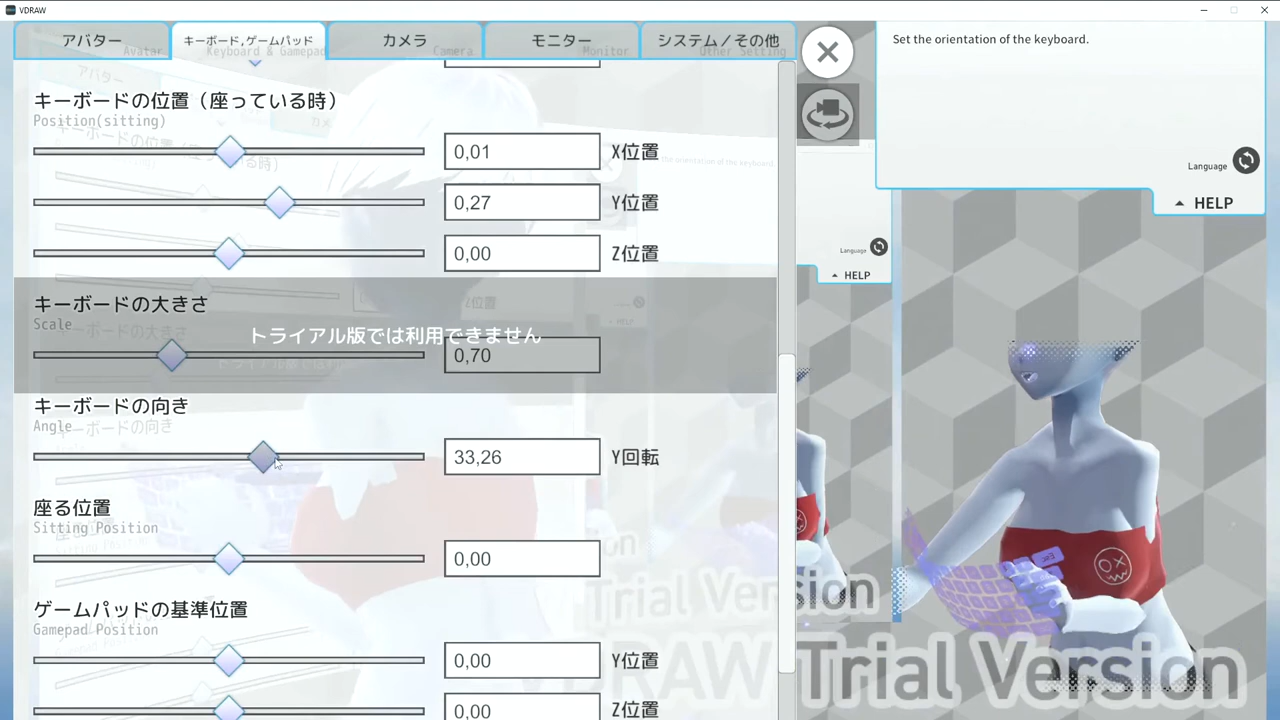 VDRAW
アバター
Avatar
キーボード,ゲームパッド
Keyboard & Gamepad
カメラ
Camera
モニター
Monitor
システム／その他
Other Setting
Set the orientation of the keyboard.
Language
HELP
キーボードの位置（座っている時）
Position(sitting)
0,01
X位置
0,27
Y位置
0,00
Z位置
キーボードの大きさ
Scale
トライアル版では利用できません
0,70
キーボードの向き
Angle
33,26
Y回転
座る位置
Sitting Position
0,00
ゲームパッドの基準位置
Gamepad Position
0,00
Y位置
0,00
Z位置
Language
HELP
Esc
Trial Version
VDRAW Trial Version